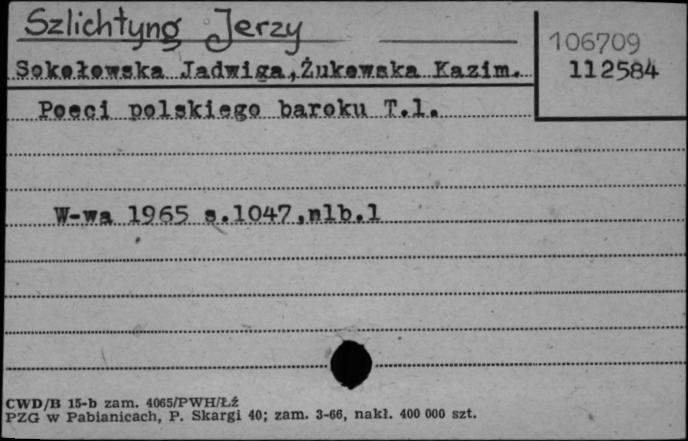 Szlichtyng Jerzy
106709
Sokołowska Jadwiga,Żukowska Kazim.
112584
Poeci polskiego baroku T.1.
W-wa 1965 s.1047,nlb.1
CWD/B 15-b zam. 4065/PWH/ŁŹ
PZG w Pabianicach, P. Skargi 40; zam. 3-66, nakł. 400 000 szt.